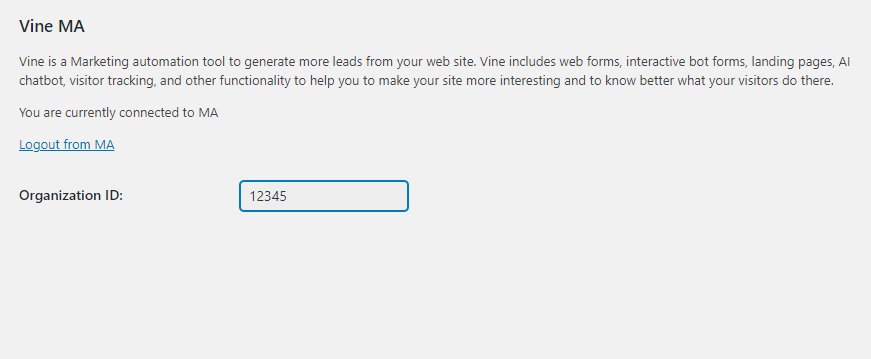 Vine MA
Vine is a Marketing automation tool to generate more leads from your web site. Vine includes web forms, interactive bot forms, landing pages, AI
chatbot, visitor tracking, and other functionality to help you to make your site more interesting and to know better what your visitors do there.
You are currently connected to MA
Logout from MA
Organization ID: 12345